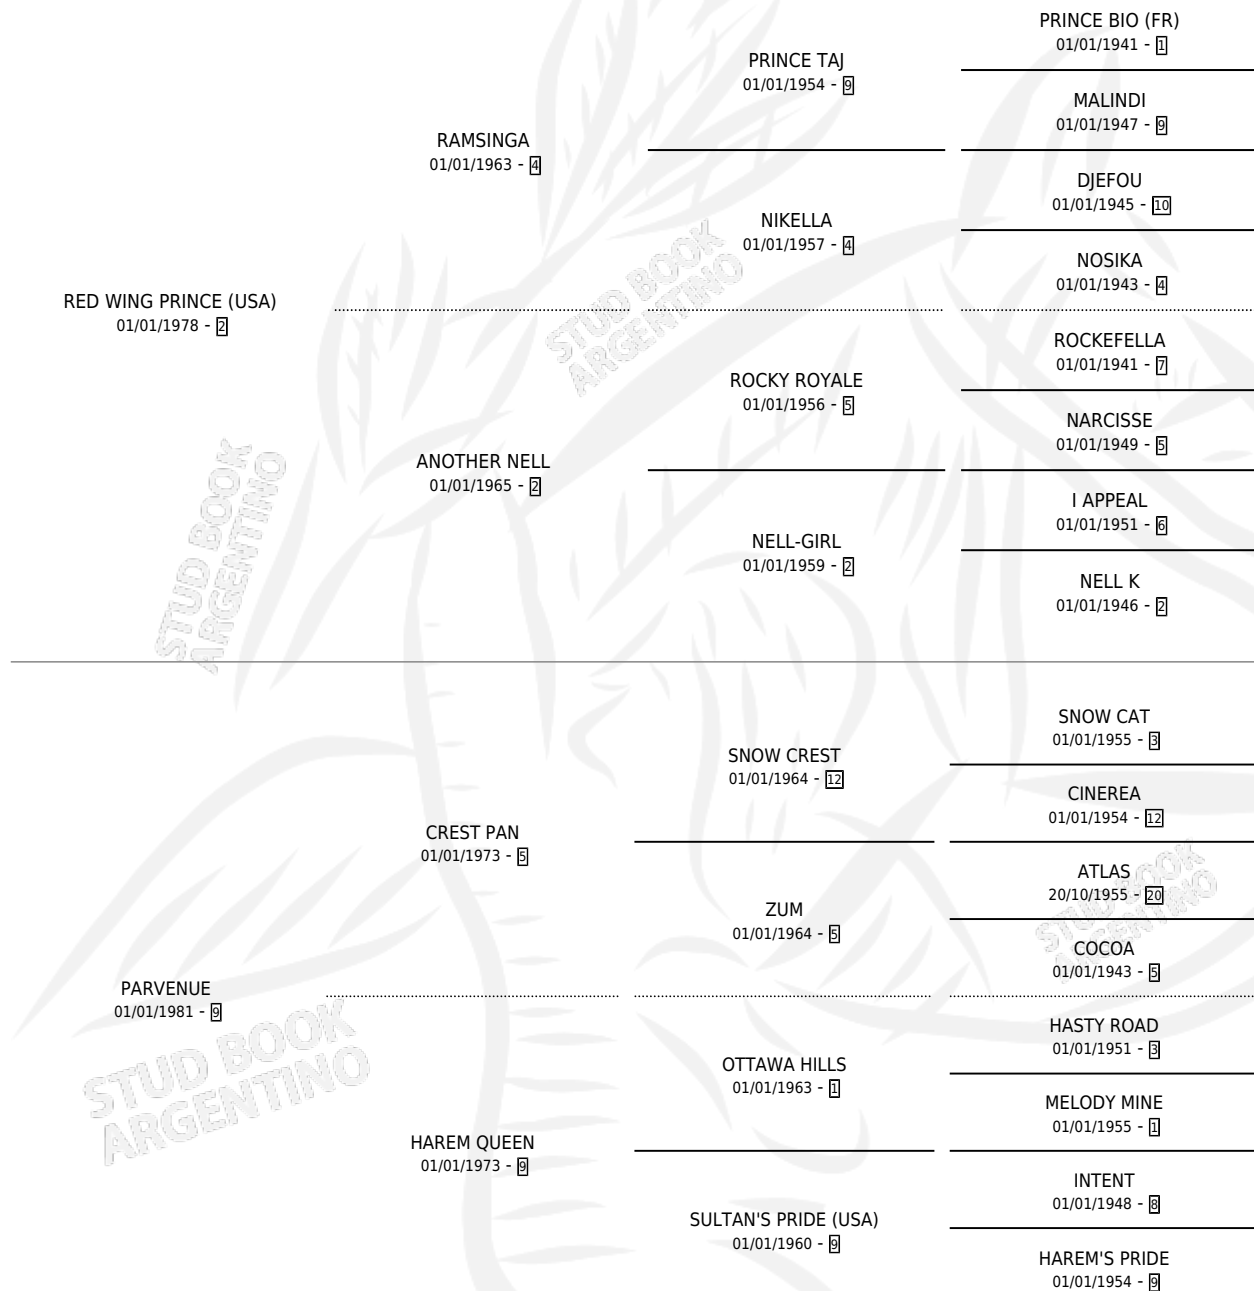 PRINCE BIO (FR)
01/01/1941 - 1
PRINCE TAJ
01/01/1954 - 9
MALINDI
01/01/1947 - 9
RAMSINGA
01/01/1963 - 4
DJEFOU
01/01/1945 - 10
NIKELLA
01/01/1957 - 4
NOSIKA
01/01/1943 - 4
RED WING PRINCE (USA)
01/01/1978 - 2
ROCKEFELLA
01/01/1941 - 7
ROCKY ROYALE
01/01/1956 - 5
NARCISSE
01/01/1949 - 5
ANOTHER NELL
01/01/1965 - 2
I APPEAL
01/01/1951 - 6
NELL-GIRL
01/01/1959 - 2
NELL K
01/01/1946 - 2
SNOW CAT
01/01/1955 - 3
SNOW CREST
01/01/1964 - 12
CINEREA
01/01/1954 - 12
CREST PAN
01/01/1973 - 5
ATLAS
20/10/1955 - 20
ZUM
01/01/1964 - 5
COCOA
01/01/1943 - 5
PARVENUE
01/01/1981 - 9
HASTY ROAD
01/01/1951 - 3
OTTAWA HILLS
01/01/1963 - 1
MELODY MINE
01/01/1955 - 1
HAREM QUEEN
01/01/1973 - 9
INTENT
01/01/1948 - 8
SULTAN'S PRIDE (USA)
01/01/1960 - 9
HAREM'S PRIDE
01/01/1954 - 9
STUD BOOK
ARGENTINO
STUD BOOK
ARGENTINO
STUD BOOK
ARGENTINO
STUD BOOK
ARGENTINO